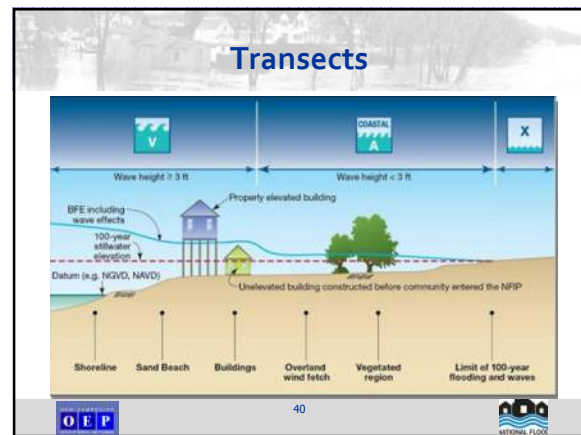 Transects
V
COASTAL
A
X
Wave height ≥ 3 ft
Wave height < 3 ft
Properly elevated building
BFE including
wave effects
100-year
stillwater
elevation
Datum (e.g. NGVD, NAVD)
Unelevated building constructed before community entered the NFIP
Shoreline
Sand Beach
Buildings
Overland
wind fetch
Vegetated
region
Limit of 100-year
flooding and waves
OEP
40
NATIONAL FLOOD